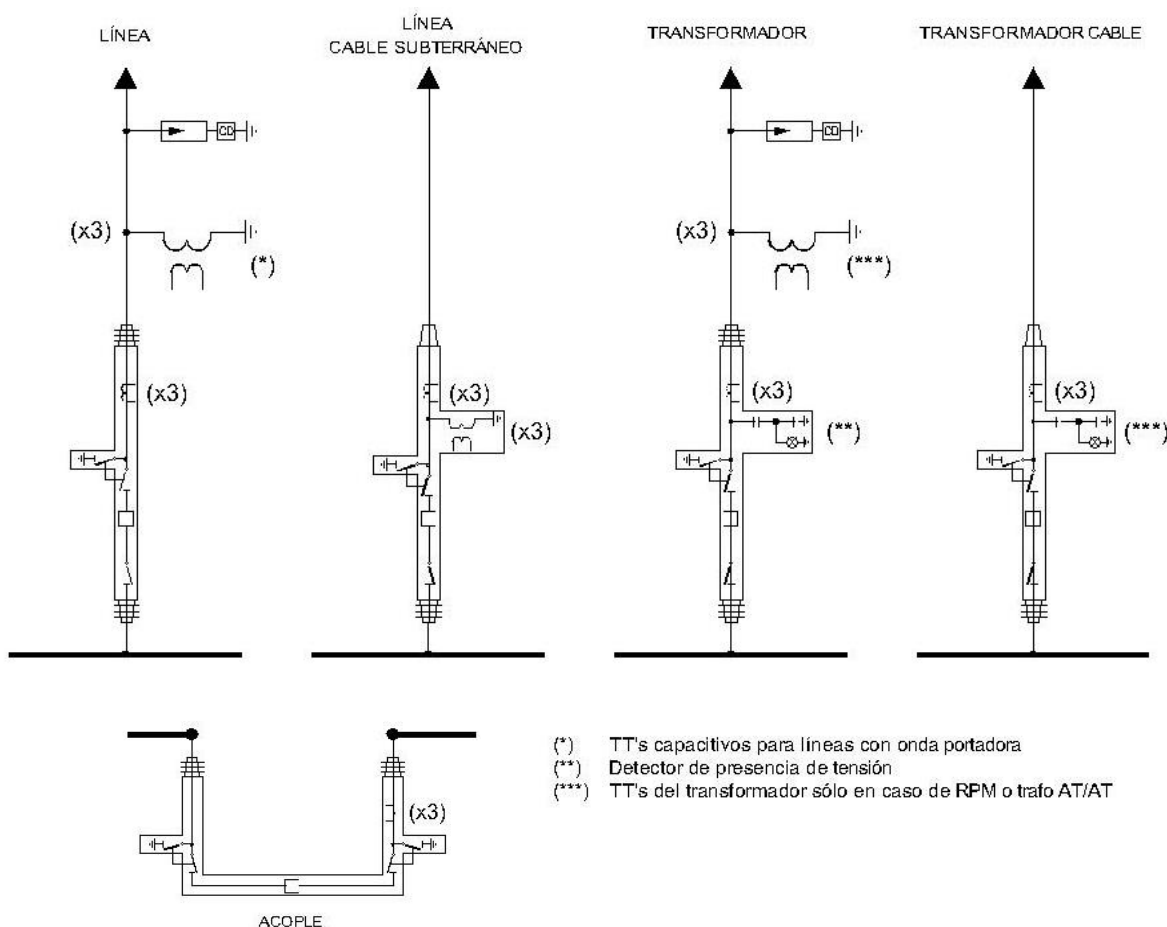 LÍNEA
LÍNEA
CABLE SUBTERRÁNEO
TRANSFORMADOR
TRANSFORMADOR CABLE
CD
CD
(x3)
(*)
(x3)
(***)
(x3)
(x3)
(x3)
(x3)
(x3)
(**)
(***)
(*) TT's capacitivos para líneas con onda portadora
(**) Detector de presencia de tensión
(***) TT's del transformador sólo en caso de RPM o trafo AT/AT
(x3)
ACOPLE